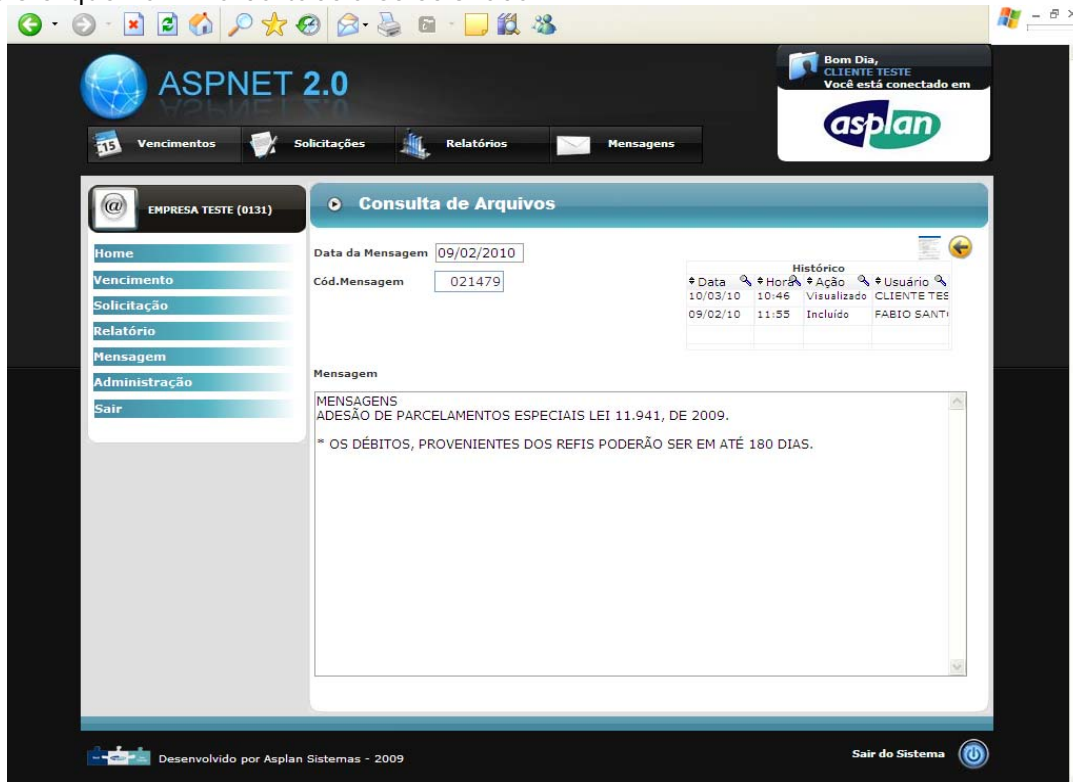 ASPNET 2.0
Bom Dia,
CLIENTE TESTE
Você está conectado em
asplan
15
Vencimentos
Solicitações
Relatórios
Mensagens
@
EMPRESA TESTE (0131)
Consulta de Arquivos
Home
Vencimento
Solicitação
Relatório
Mensagem
Administração
Sair
Data da Mensagem 09/02/2010
Cód.Mensagem 021479
Histórico
Data Hora Ação Usuário
10/03/10 10:46 Visualizado CLIENTE TES
09/02/10 11:55 Incluído FABIO SANT
Mensagem
MENSAGENS
ADESÃO DE PARCELAMENTOS ESPECIAIS LEI 11.941, DE 2009.
* OS DÉBITOS, PROVENIENTES DOS REFIS PODERÃO SER EM ATÉ 180 DIAS.
Desenvolvido por Asplan Sistemas - 2009
Sair do Sistema